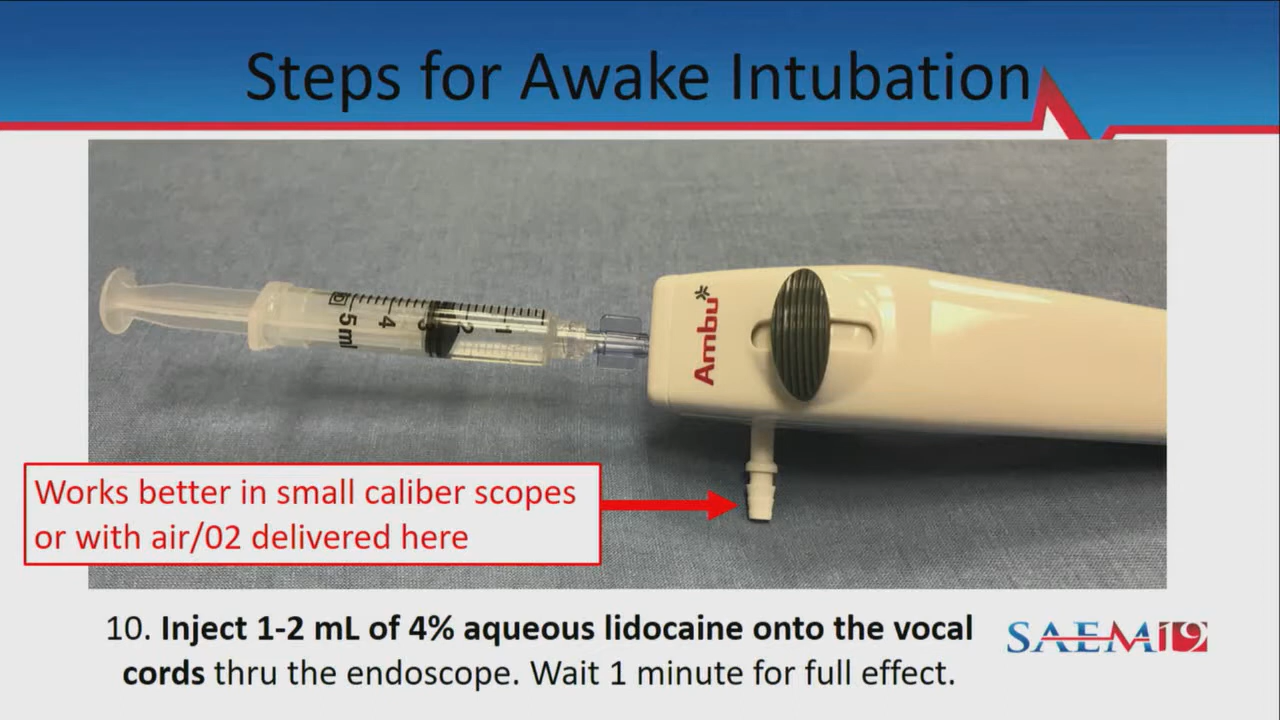 Steps for Awake Intubation
5ml
4
3
2
1
Ambu
Works better in small caliber scopes
or with air/02 delivered here
10. Inject 1-2 mL of 4% aqueous lidocaine onto the vocal
cords thru the endoscope. Wait 1 minute for full effect.
SAEM19